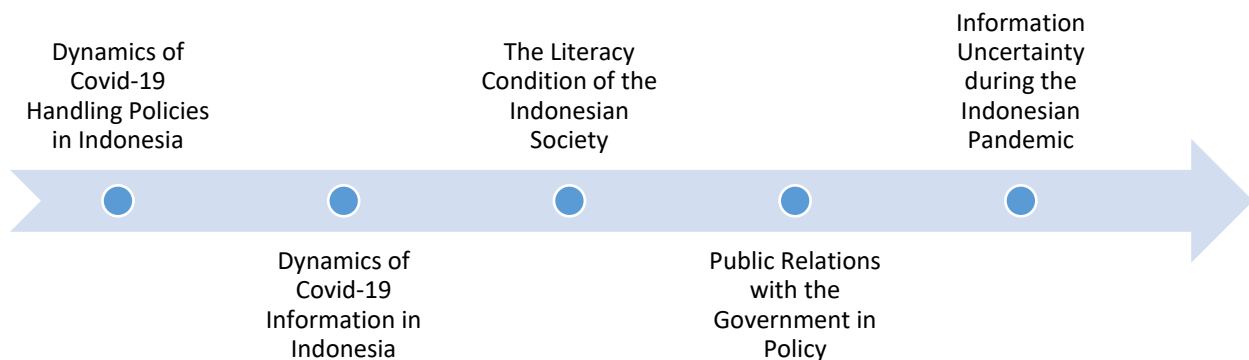 Dynamics of
Covid-19
Handling Policies
in Indonesia
Dynamics of
Covid-19
Information in
Indonesia
The Literacy
Condition of the
Indonesian
Society
Public Relations
with the
Government in
Policy
Information
Uncertainty
during the
Indonesian
Pandemic